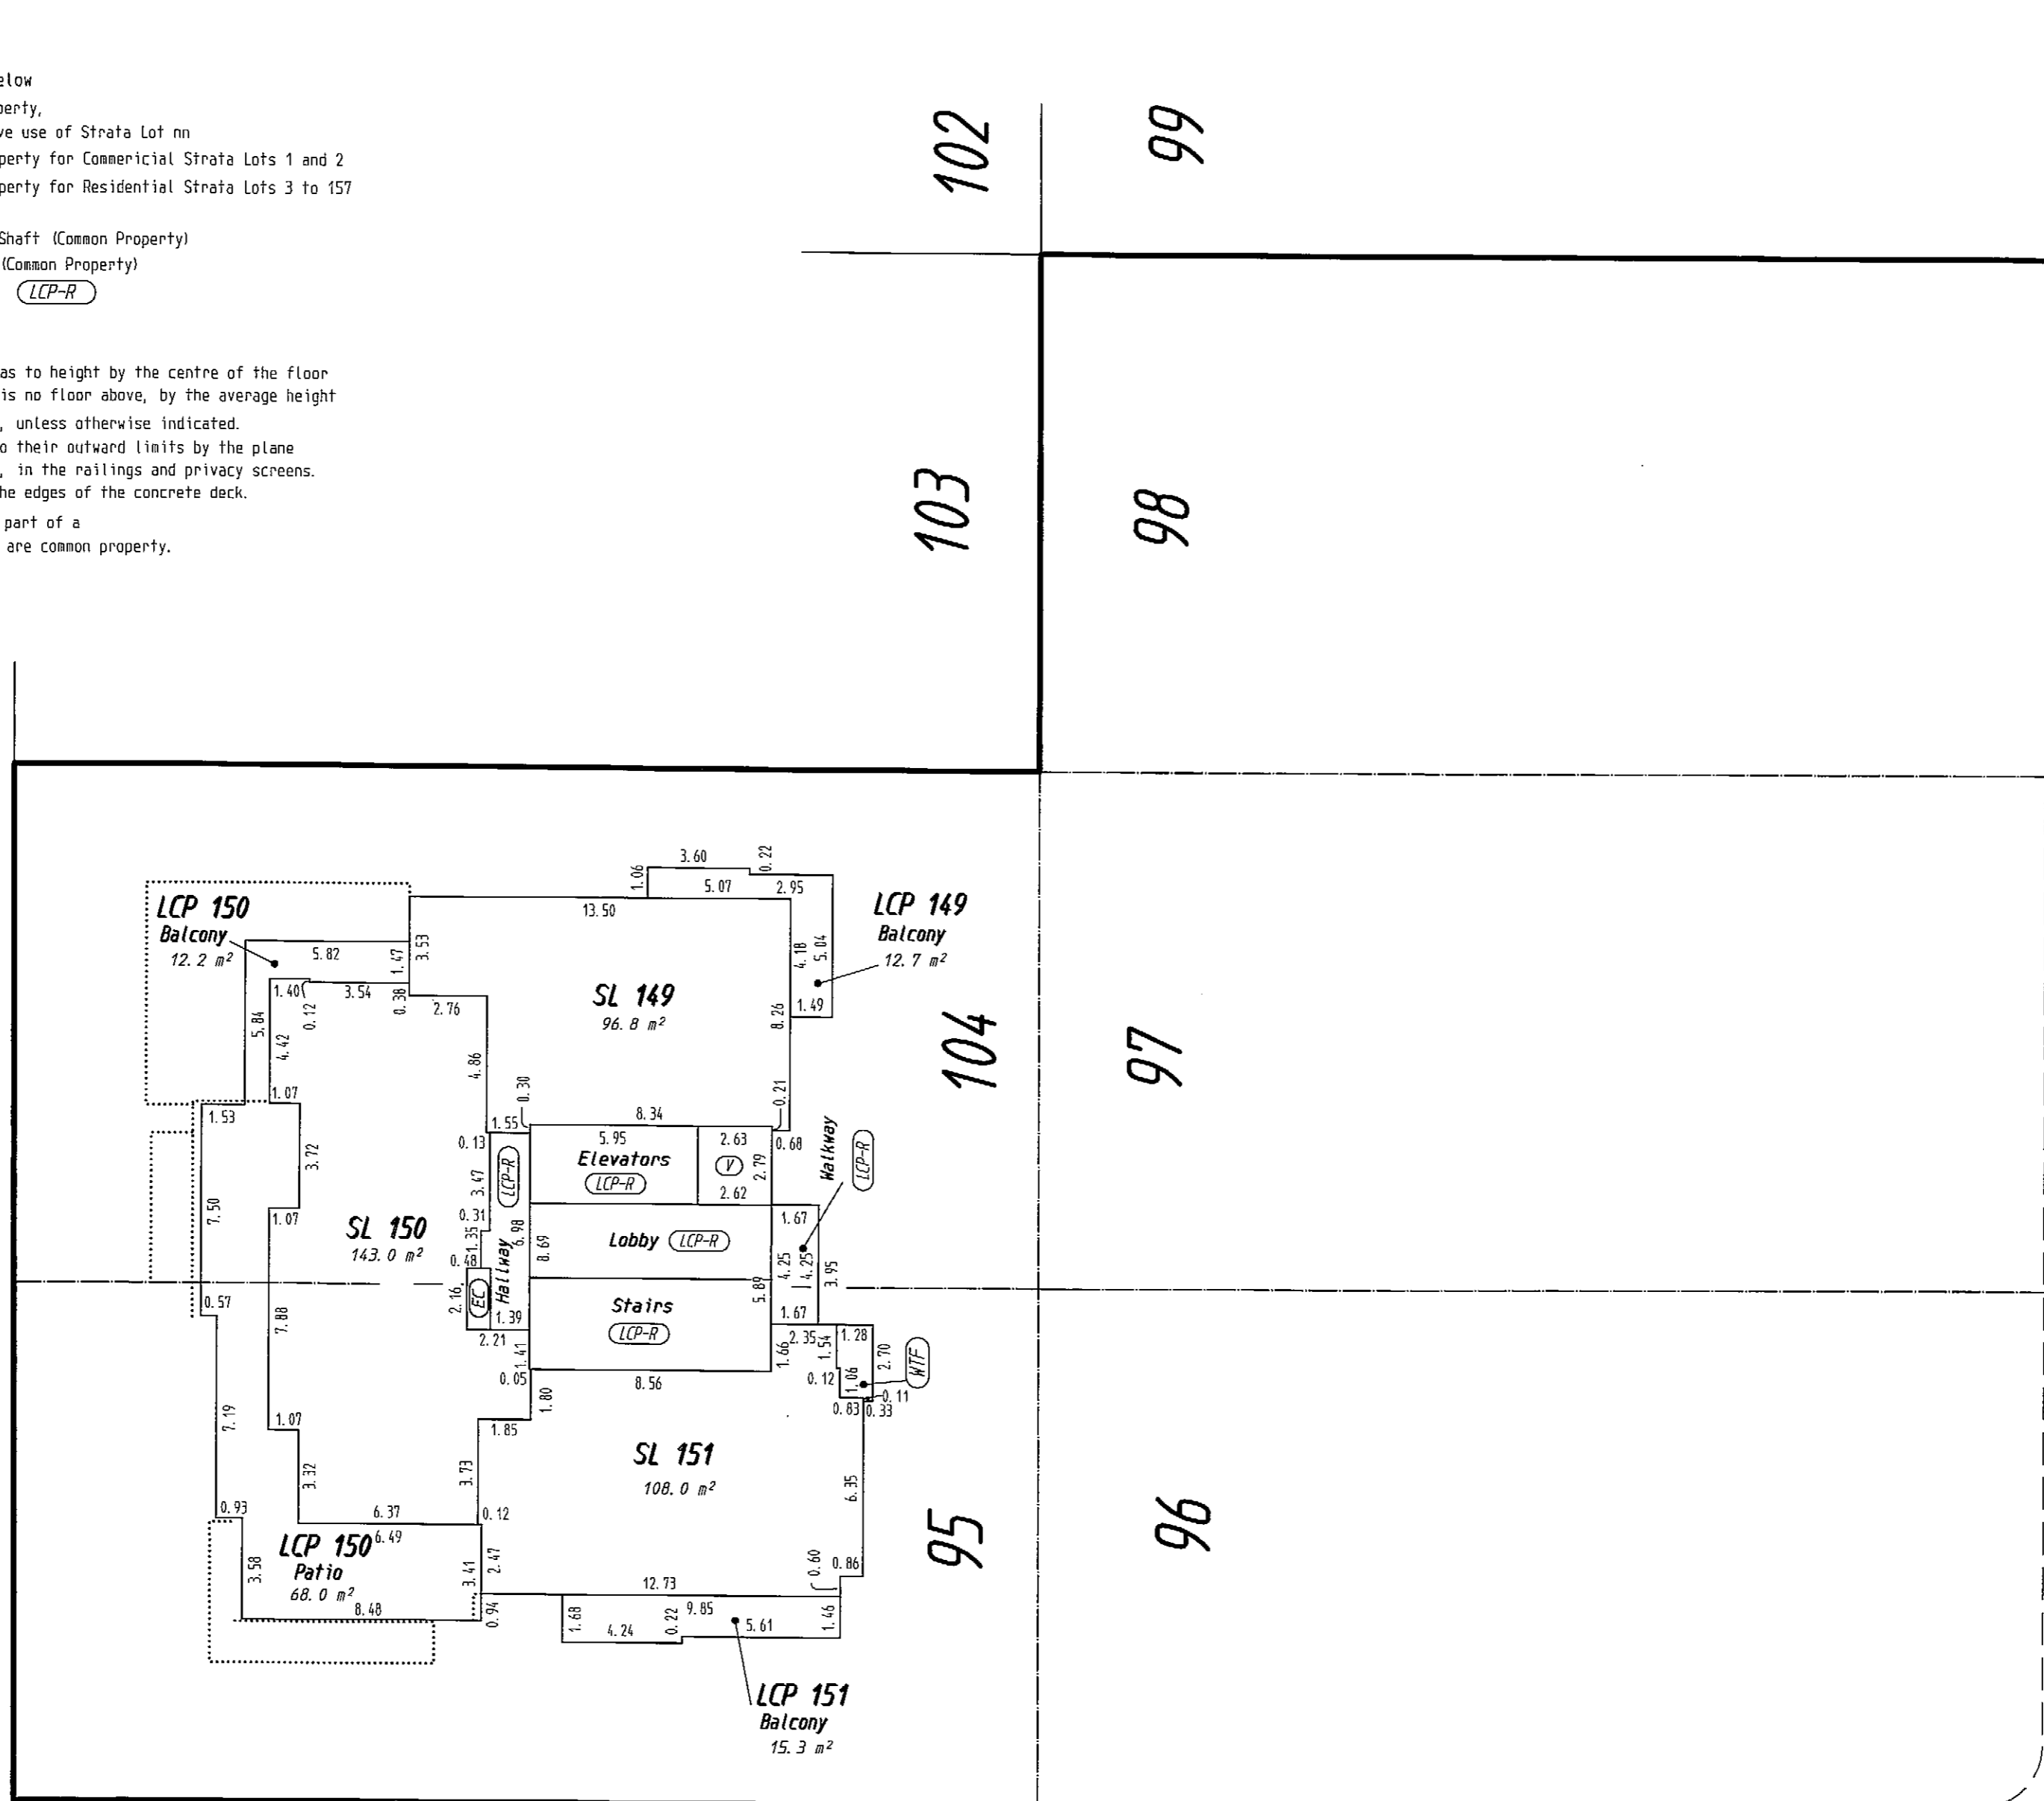 elow
perty,
ve use of Strata Lot nn
perty for Commericial Strata Lots 1 and 2
perty for Residential Strata Lots 3 to 157
Shaft (Common Property)
(Common Property)
LCP-R
as to height by the centre of the floor
is no floor above, by the average height
, unless otherwise indicated.
o their outward limits by the plane
, in the railings and privacy screens.
he edges of the concrete deck.
part of a
are common property.
102
99
103
98
104
97
95
96
3.60
0.22
1.06
5.07
2.95
13.50
LCP 150
Balcony
12.2 m²
5.82
1.47
3.53
LCP 149
Balcony
12.7 m²
4.18
5.04
1.49
8.26
SL 149
96.8 m²
1.40
0.12
3.54
0.38
2.76
5.84
4.42
4.86
0.30
0.21
1.07
1.53
8.34
1.55
0.13
5.95
2.63
0.68
Elevators
LCP-R
V
2.79
2.62
Walkway
LCP-R
LCP-R
3.72
3.47
7.50
1.07
0.31
SL 150
143.0 m²
1.35
6.98
8.69
0.48
Hallway
Lobby LCP-R
1.67
4.25
4.25
3.95
5.89
EC
2.16
1.39
2.21
Stairs
LCP-R
1.67
0.57
7.88
2.35
1.28
1.54
1.66
2.70
WTF
1.41
0.05
8.56
0.12
1.06
0.11
0.83
0.33
1.80
1.85
7.19
1.07
3.32
3.73
SL 151
108.0 m²
6.35
0.93
6.37
0.12
6.49
LCP 150
Patio
68.0 m²
3.58
3.41
2.47
8.48
0.94
12.73
0.60
0.86
1.68
4.24
0.22
9.85
5.61
1.46
LCP 151
Balcony
15.3 m²